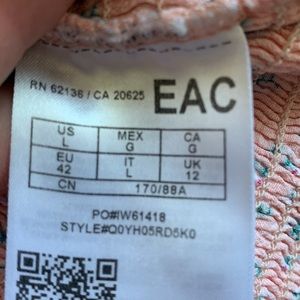 RN 62136 / CA 20625
EAC
US MEX CA
L G G
EU IT UK
42 L 12
CN 170/88A
PO#IW61418
STYLE#Q0YH05RD5K0